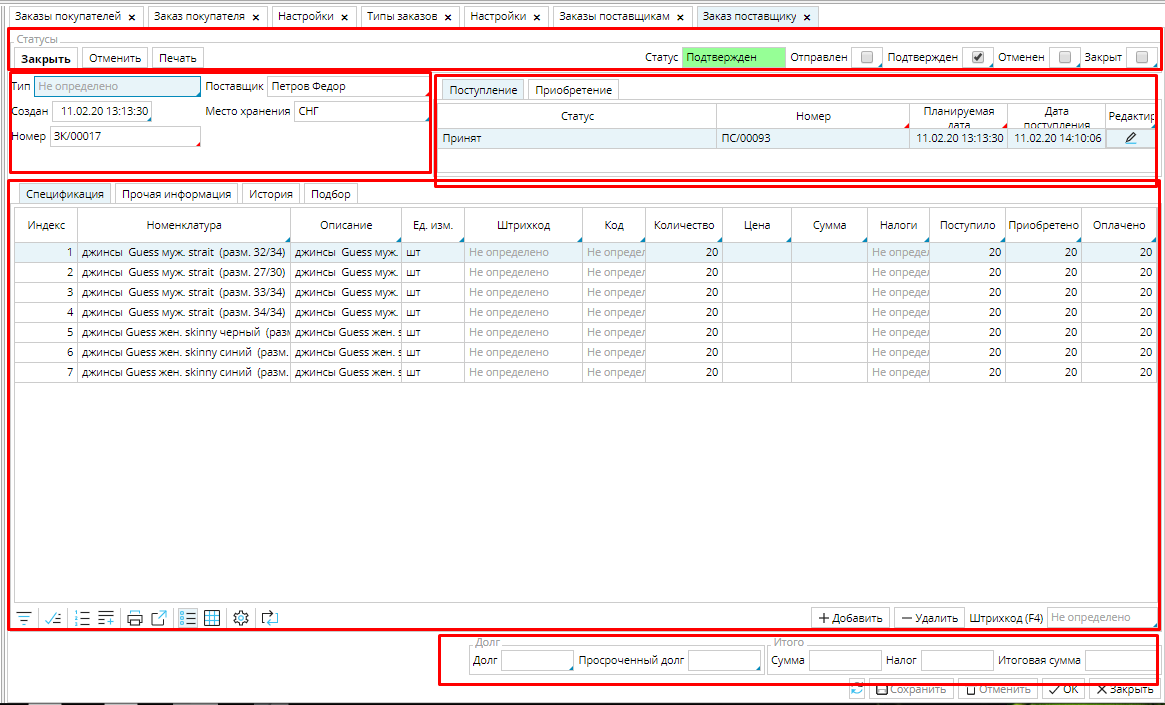 Заказы покупателей × Заказ покупателя × Настройки × Типы заказов × Настройки × Заказы поставщикам × Заказ поставщику ×
Статусы
Закрыть Отменить Печать Статус Подтвержден Отправлен Подтвержден Отменен Закрыт
Тип Не определено Поставщик Петров Федор
Создан 11.02.20 13:13:30 Место хранения СНГ
Номер ЗК/00017
Поступление Приобретение
Статус Номер Планируемая дата Дата поступления Редактир
Принят ПС/00093 11.02.20 13:13:30 11.02.20 14:10:06
Спецификация Прочая информация История Подбор
Индекс Номенклатура Описание Ед. изм. Штрихкод Код Количество Цена Сумма Налоги Поступило Приобретено Оплачено
1 джинсы Guess муж. strait (разм. 32/34) джинсы Guess муж. шт Не определено Не определ 20 Не определ 20 20 20
2 джинсы Guess муж. strait (разм. 27/30) джинсы Guess муж. шт Не определено Не определ 20 Не определ 20 20 20
3 джинсы Guess муж. strait (разм. 33/34) джинсы Guess муж. шт Не определено Не определ 20 Не определ 20 20 20
4 джинсы Guess муж. strait (разм. 34/34) джинсы Guess муж. шт Не определено Не определ 20 Не определ 20 20 20
5 джинсы Guess жен. skinny черный (разм джинсы Guess жен. s шт Не определено Не определ 20 Не определ 20 20 20
6 джинсы Guess жен. skinny синий (разм. джинсы Guess жен. s шт Не определено Не определ 20 Не определ 20 20 20
7 джинсы Guess жен. skinny синий (разм. джинсы Guess жен. s шт Не определено Не определ 20 Не определ 20 20 20
+ Добавить — Удалить Штрихкод (F4) Не определено
Долг Итого
Долг Просроченный долг Сумма Налог Итоговая сумма
Сохранить Отменить OK Закрыть